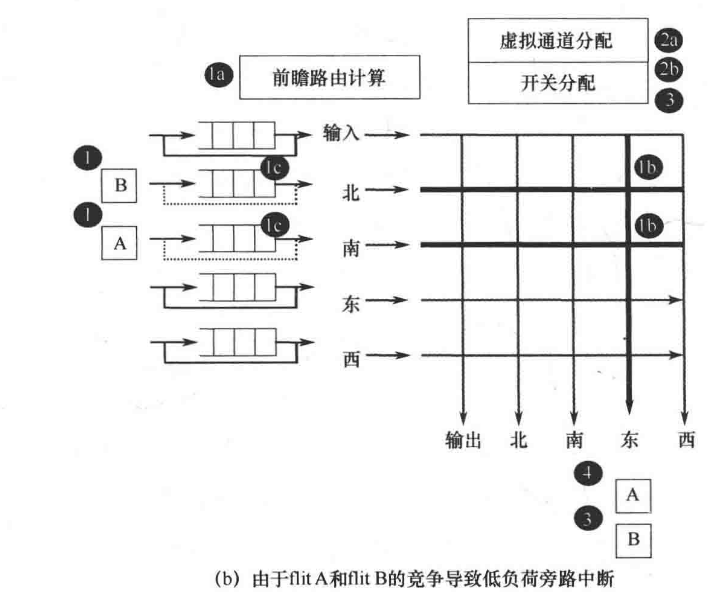 虚拟通道分配 2a
1a 前瞻路由计算
开关分配 2b
3
输入
1
B 1c 北 1b
1
A 1c 南 1b
东
西
输出 北 南 东 西
4
A
3
B
(b) 由于flit A和flit B的竞争导致低负荷旁路中断